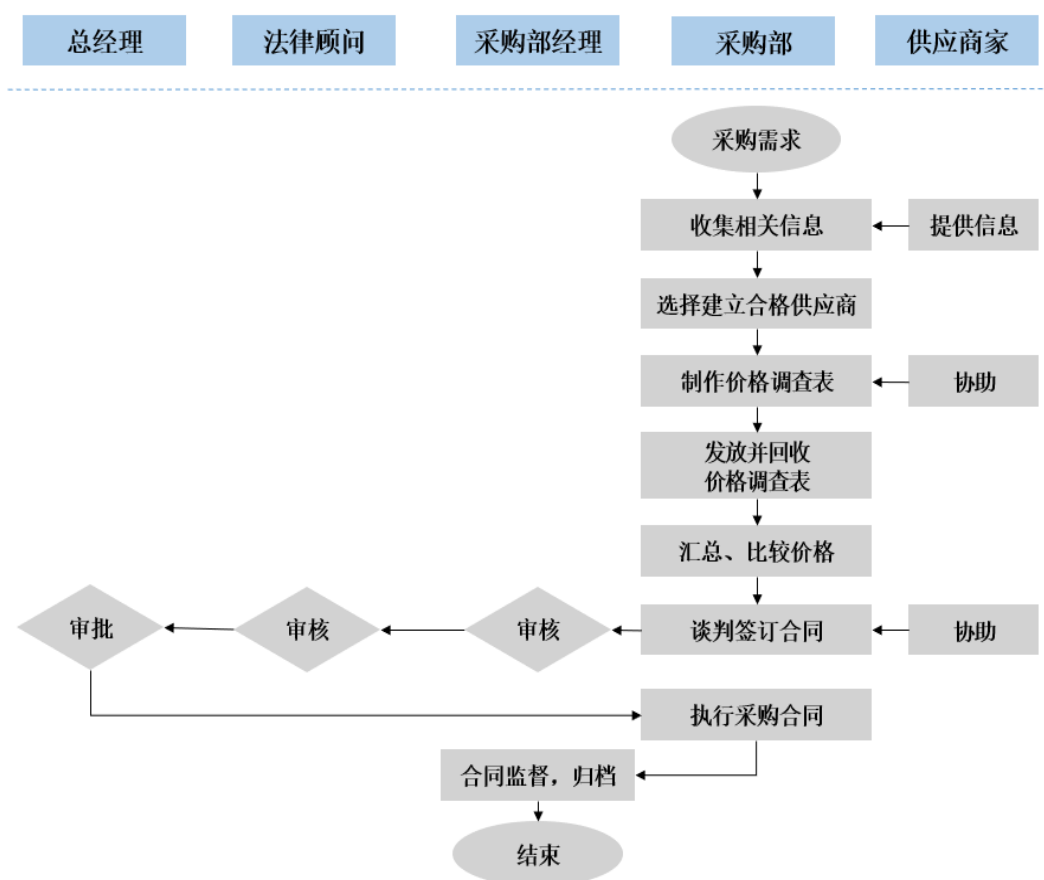 总经理
法律顾问
采购部经理
采购部
供应商家
采购需求
收集相关信息
提供信息
选择建立合格供应商
制作价格调查表
协助
发放并回收
价格调查表
汇总、比较价格
审批
审核
审核
谈判签订合同
协助
执行采购合同
合同监督，归档
结束